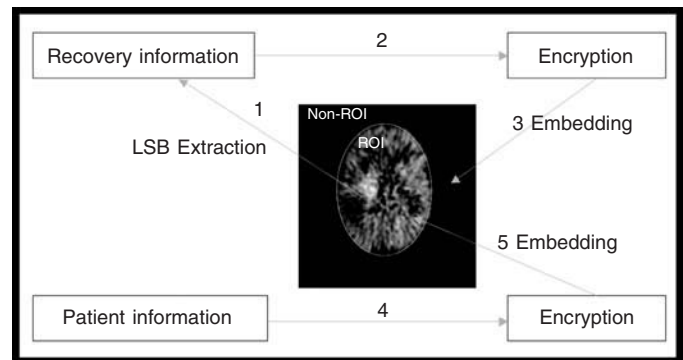 Recovery information
2
Encryption
1
LSB Extraction
Non-ROI
ROI
3 Embedding
5 Embedding
Patient information
4
Encryption